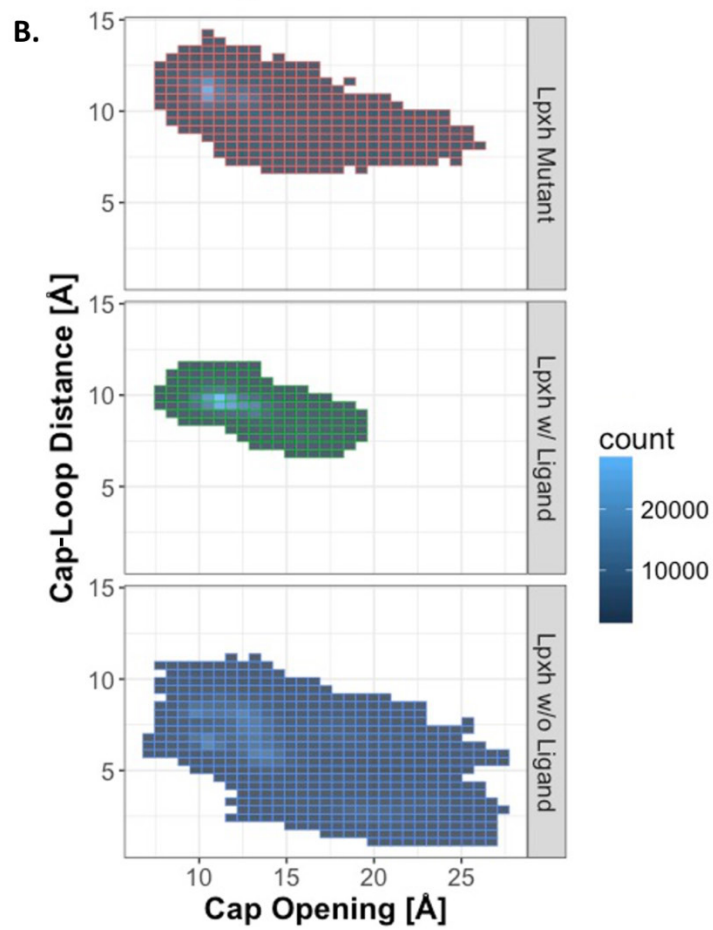 B.
15
10
5
Lpxh Mutant
15
10
5
Lpxh w/ Ligand
15
10
5
Lpxh w/o Ligand
10 15 20 25
Cap Opening [Å]
Cap-Loop Distance [Å]
count
20000
10000